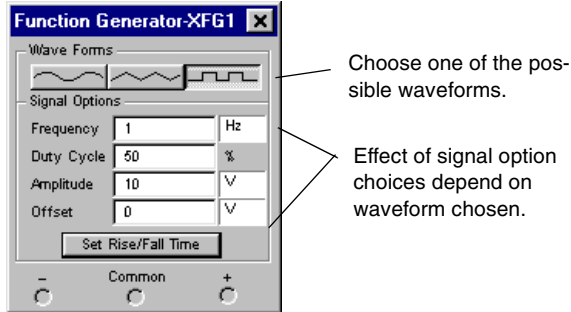 Function Generator-XFG1
Wave Forms
Choose one of the pos-
sible waveforms.
Signal Options
Frequency 1 Hz
Duty Cycle 50 %
Amplitude 10 V
Offset 0 V
Set Rise/Fall Time
Effect of signal option
choices depend on
waveform chosen.
– Common +